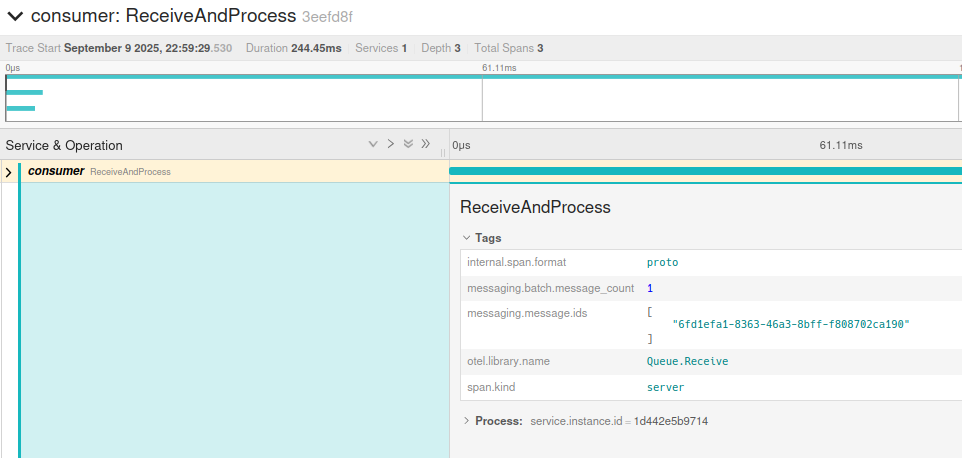 consumer: ReceiveAndProcess 3eefd8f
Trace Start September 9 2025, 22:59:29.530 Duration 244.45ms Services 1 Depth 3 Total Spans 3
0μs 61.11ms 1
Service & Operation 0μs 61.11ms
consumer ReceiveAndProcess
ReceiveAndProcess
Tags
internal.span.format proto
messaging.batch.message_count 1
messaging.message.ids [
"6fd1efa1-8363-46a3-8bff-f808702ca190"
]
otel.library.name Queue.Receive
span.kind server
Process: service.instance.id = 1d442e5b9714